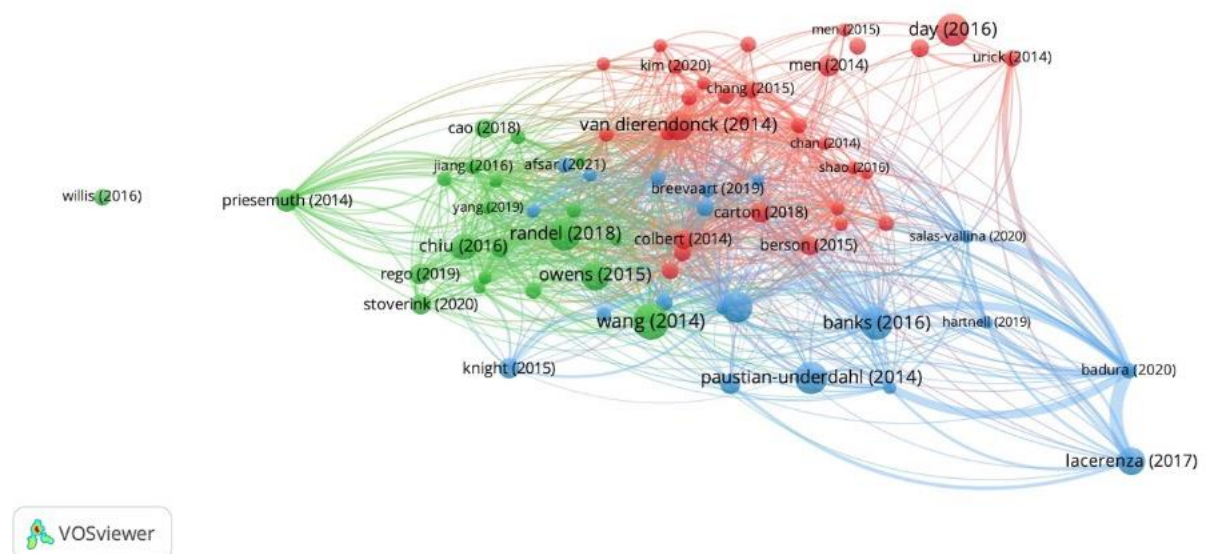 men (2015)
day (2016)
urick (2014)
kim (2020)
men (2014)
chang (2015)
van dierendonck (2014)
cao (2018)
chan (2014)
jiang (2016)
afsar (2021)
shao (2016)
breevaart (2019)
willis (2016)
priesemuth (2014)
yang (2019)
carton (2018)
randel (2018)
colbert (2014)
salas-vallina (2020)
chiu (2016)
berson (2015)
rego (2019)
owens (2015)
stoverink (2020)
wang (2014)
banks (2016)
hartnell (2019)
knight (2015)
paustian-underdahl (2014)
badura (2020)
lacerenza (2017)
VOSviewer